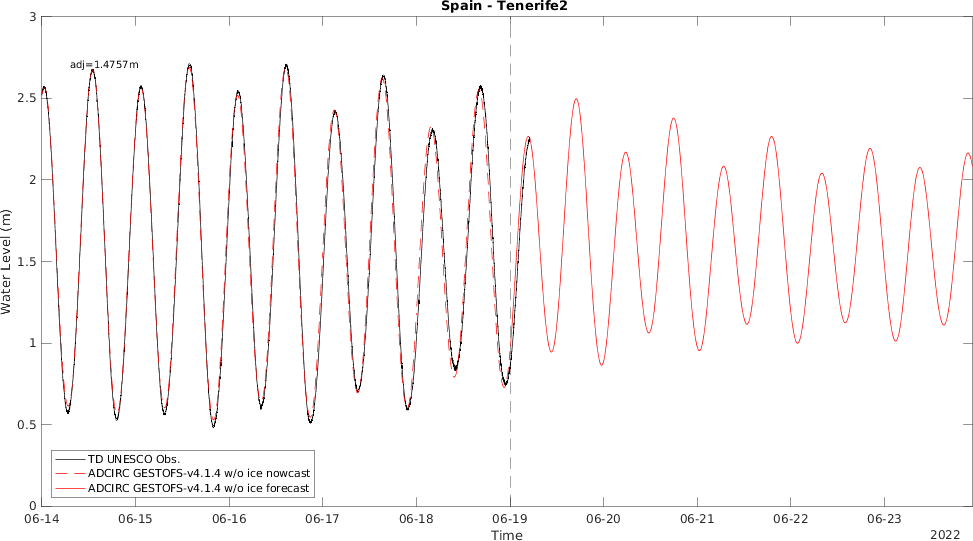 Spain - Tenerife2
adj=1.4757m
Water Level (m)
3
2.5
2
1.5
1
0.5
0
TD UNESCO Obs.
ADCIRC GESTOFS-v4.1.4 w/o ice nowcast
ADCIRC GESTOFS-v4.1.4 w/o ice forecast
06-14 06-15 06-16 06-17 06-18 06-19 06-20 06-21 06-22 06-23
Time
2022